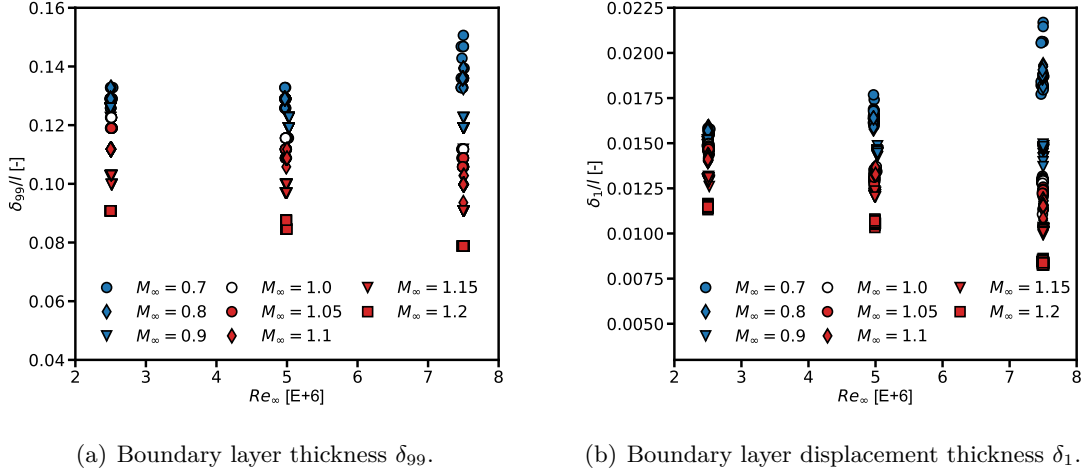 0.16
0.14
0.12
0.10
0.08
0.06
0.04
δ99/l [-]
M∞ = 0.7
M∞ = 0.8
M∞ = 0.9
M∞ = 1.0
M∞ = 1.05
M∞ = 1.1
M∞ = 1.15
M∞ = 1.2
2 3 4 5 6 7 8
Re∞ [E+6]
(a) Boundary layer thickness δ99.
0.0225
0.0200
0.0175
0.0150
0.0125
0.0100
0.0075
0.0050
δ1/l [-]
M∞ = 0.7
M∞ = 0.8
M∞ = 0.9
M∞ = 1.0
M∞ = 1.05
M∞ = 1.1
M∞ = 1.15
M∞ = 1.2
2 3 4 5 6 7 8
Re∞ [E+6]
(b) Boundary layer displacement thickness δ1.